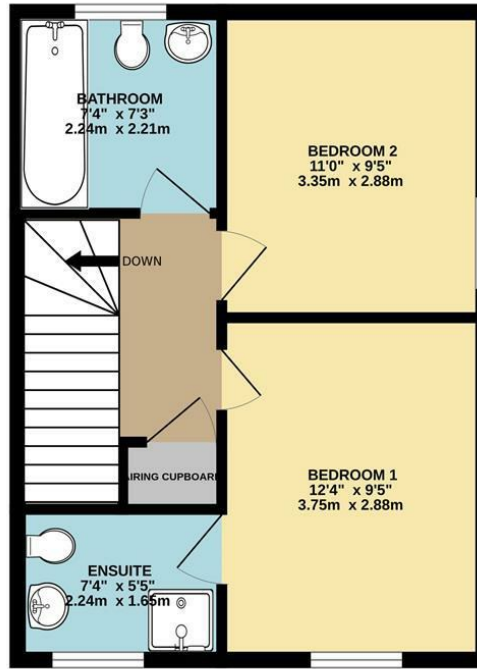 BATHROOM
7'4" x 7'3"
2.24m x 2.21m
BEDROOM 2
11'0" x 9'5"
3.35m x 2.88m
DOWN
AIRING CUPBOARD
BEDROOM 1
12'4" x 9'5"
3.75m x 2.88m
ENSUITE
7'4" x 5'5"
2.24m x 1.65m